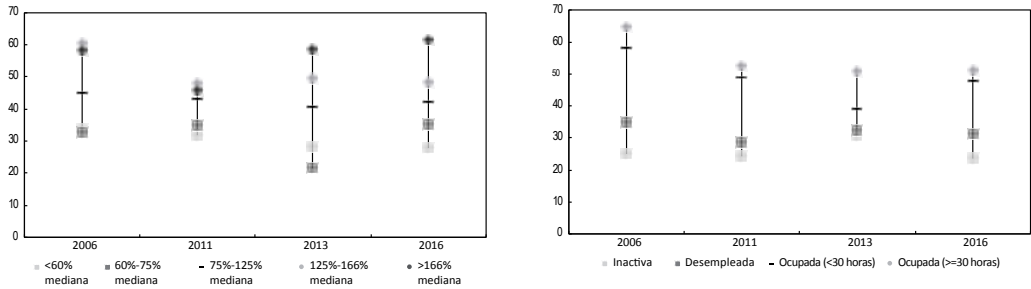 70
60
50
40
30
20
10
0
2006 2011 2013 2016
<60% mediana
60%-75% mediana
75%-125% mediana
125%-166% mediana
>166% mediana
70
60
50
40
30
20
10
0
2006 2011 2013 2016
Inactiva Desempleada Ocupada (<30 horas) Ocupada (>=30 horas)